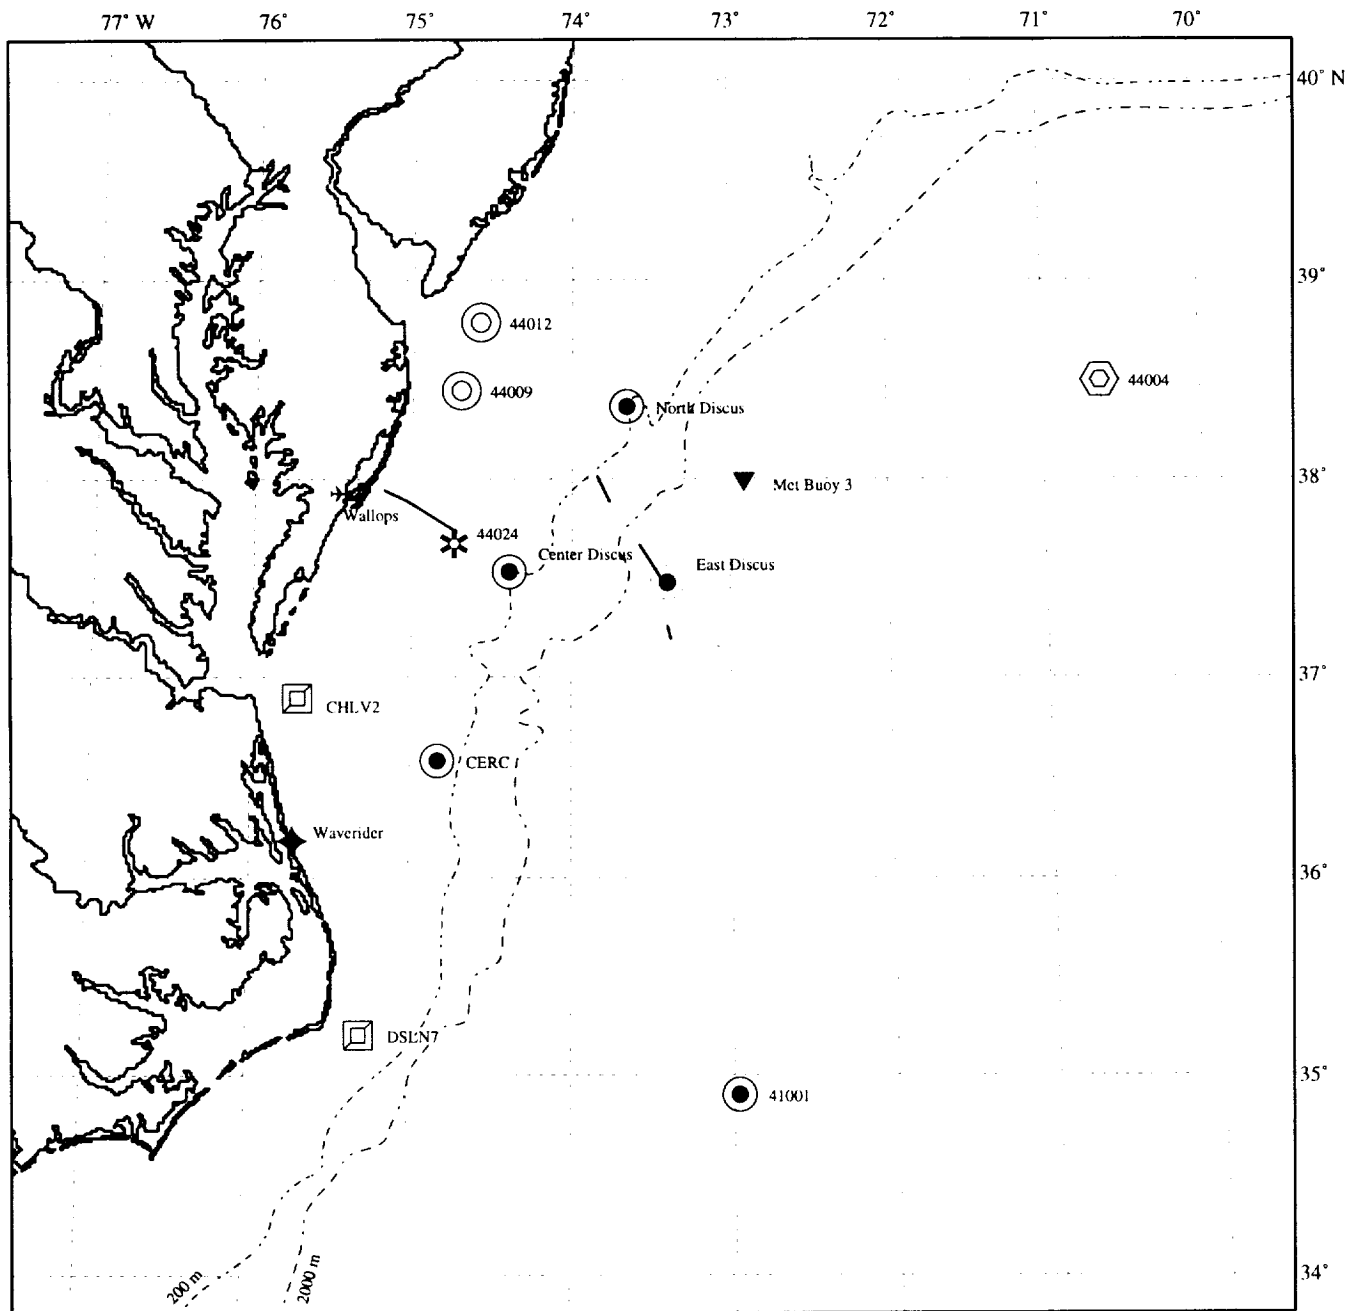 77° W 76° 75° 74° 73° 72° 71° 70°
40° N
39°
44012
44009
44004
North Discus
38°
Met Buoy 3
Wallops
44024
Center Discus
East Discus
37°
CHLV2
CERC
Waverider
36°
DSLN7
35°
41001
200 m
2000 m
34°